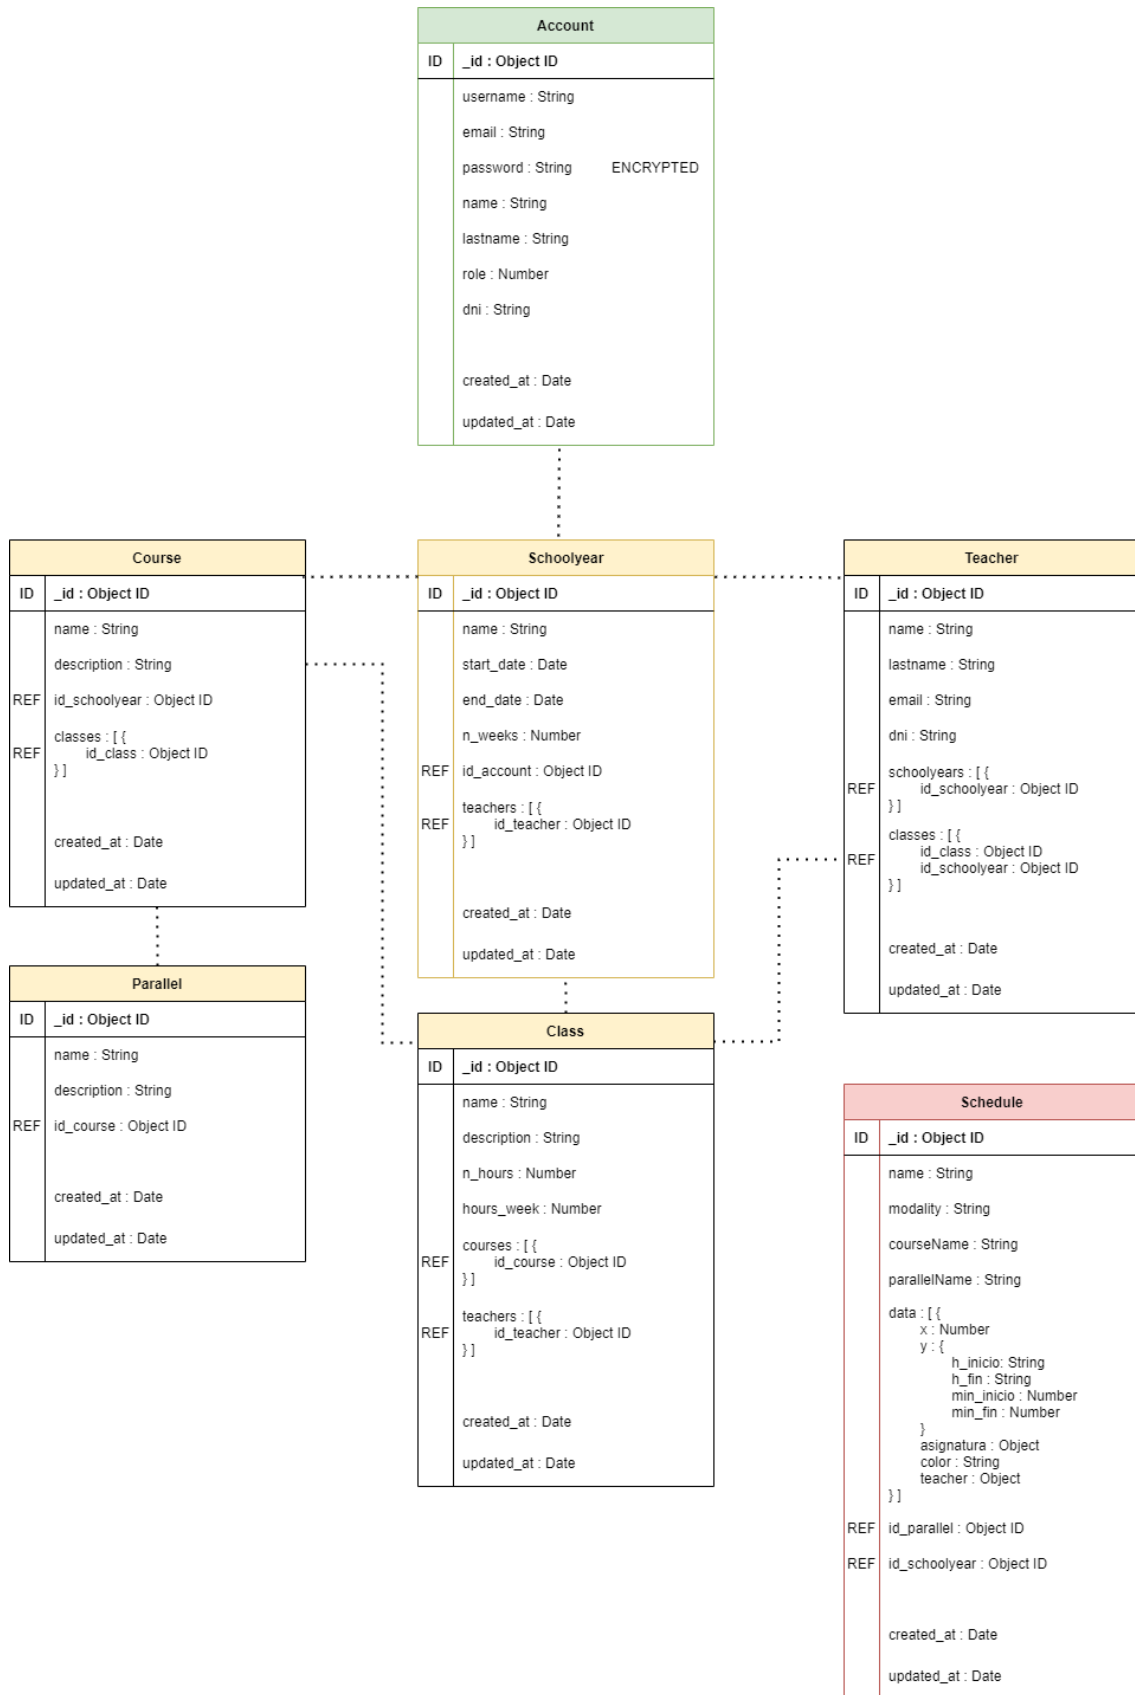 Account
ID _id : Object ID
username : String
email : String
password : String ENCRYPTED
name : String
lastname : String
role : Number
dni : String
created_at : Date
updated_at : Date
Course
ID _id : Object ID
name : String
description : String
REF id_schoolyear : Object ID
classes : [ {
REF id_class : Object ID
} ]
created_at : Date
updated_at : Date
Schoolyear
ID _id : Object ID
name : String
start_date : Date
end_date : Date
n_weeks : Number
REF id_account : Object ID
teachers : [ {
REF id_teacher : Object ID
} ]
created_at : Date
updated_at : Date
Teacher
ID _id : Object ID
name : String
lastname : String
email : String
dni : String
schoolyears : [ {
REF id_schoolyear : Object ID
} ]
classes : [ {
id_class : Object ID
REF id_schoolyear : Object ID
} ]
created_at : Date
updated_at : Date
Parallel
ID _id : Object ID
name : String
description : String
REF id_course : Object ID
created_at : Date
updated_at : Date
Class
ID _id : Object ID
name : String
description : String
n_hours : Number
hours_week : Number
courses : [ {
REF id_course : Object ID
} ]
teachers : [ {
REF id_teacher : Object ID
} ]
created_at : Date
updated_at : Date
Schedule
ID _id : Object ID
name : String
modality : String
courseName : String
parallelName : String
data : [ {
x : Number
y : {
h_inicio: String
h_fin : String
min_inicio : Number
min_fin : Number
}
asignatura : Object
color : String
teacher : Object
} ]
REF id_parallel : Object ID
REF id_schoolyear : Object ID
created_at : Date
updated_at : Date